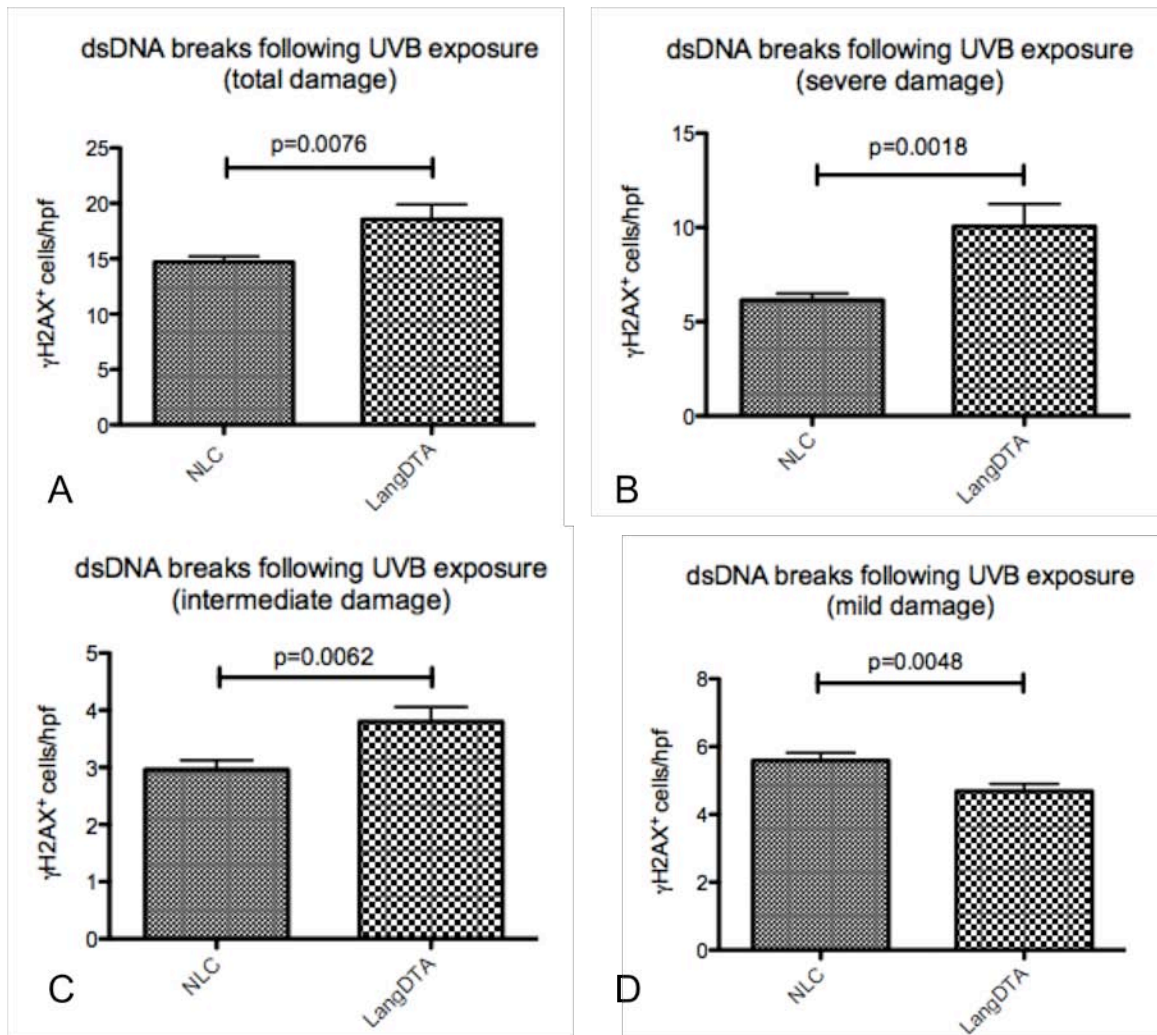 dsDNA breaks following UVB exposure
(total damage)
p=0.0076
25
20
15
10
5
0
γH2AX⁺ cells/hpf
NLC
LangDTA
A
dsDNA breaks following UVB exposure
(severe damage)
p=0.0018
15
10
5
0
γH2AX⁺ cells/hpf
NLC
LangDTA
B
dsDNA breaks following UVB exposure
(intermediate damage)
p=0.0062
5
4
3
2
1
0
γH2AX⁺ cells/hpf
NLC
LangDTA
C
dsDNA breaks following UVB exposure
(mild damage)
p=0.0048
8
6
4
2
0
γH2AX⁺ cells/hpf
NLC
LangDTA
D